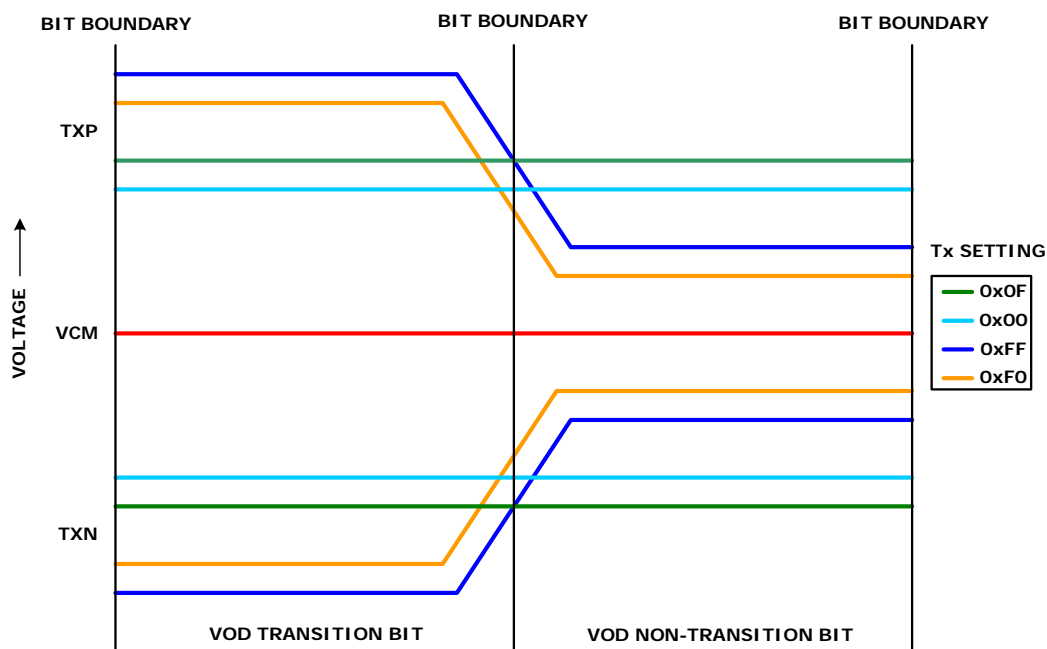 BIT BOUNDARY
BIT BOUNDARY
BIT BOUNDARY
TXP
VOLTAGE
VCM
TXN
Tx SETTING
0x0F
0x00
0xFF
0xF0
VOD TRANSITION BIT
VOD NON-TRANSITION BIT